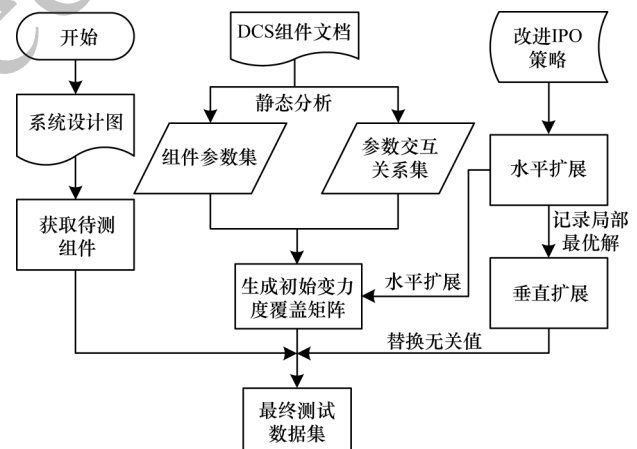 开始
DCS组件文档
改进IPO
策略
静态分析
系统设计图
组件参数集
参数交互
关系集
水平扩展
获取待测
组件
记录局部
最优解
生成初始变力
度覆盖矩阵
水平扩展
垂直扩展
替换无关值
最终测试
数据集